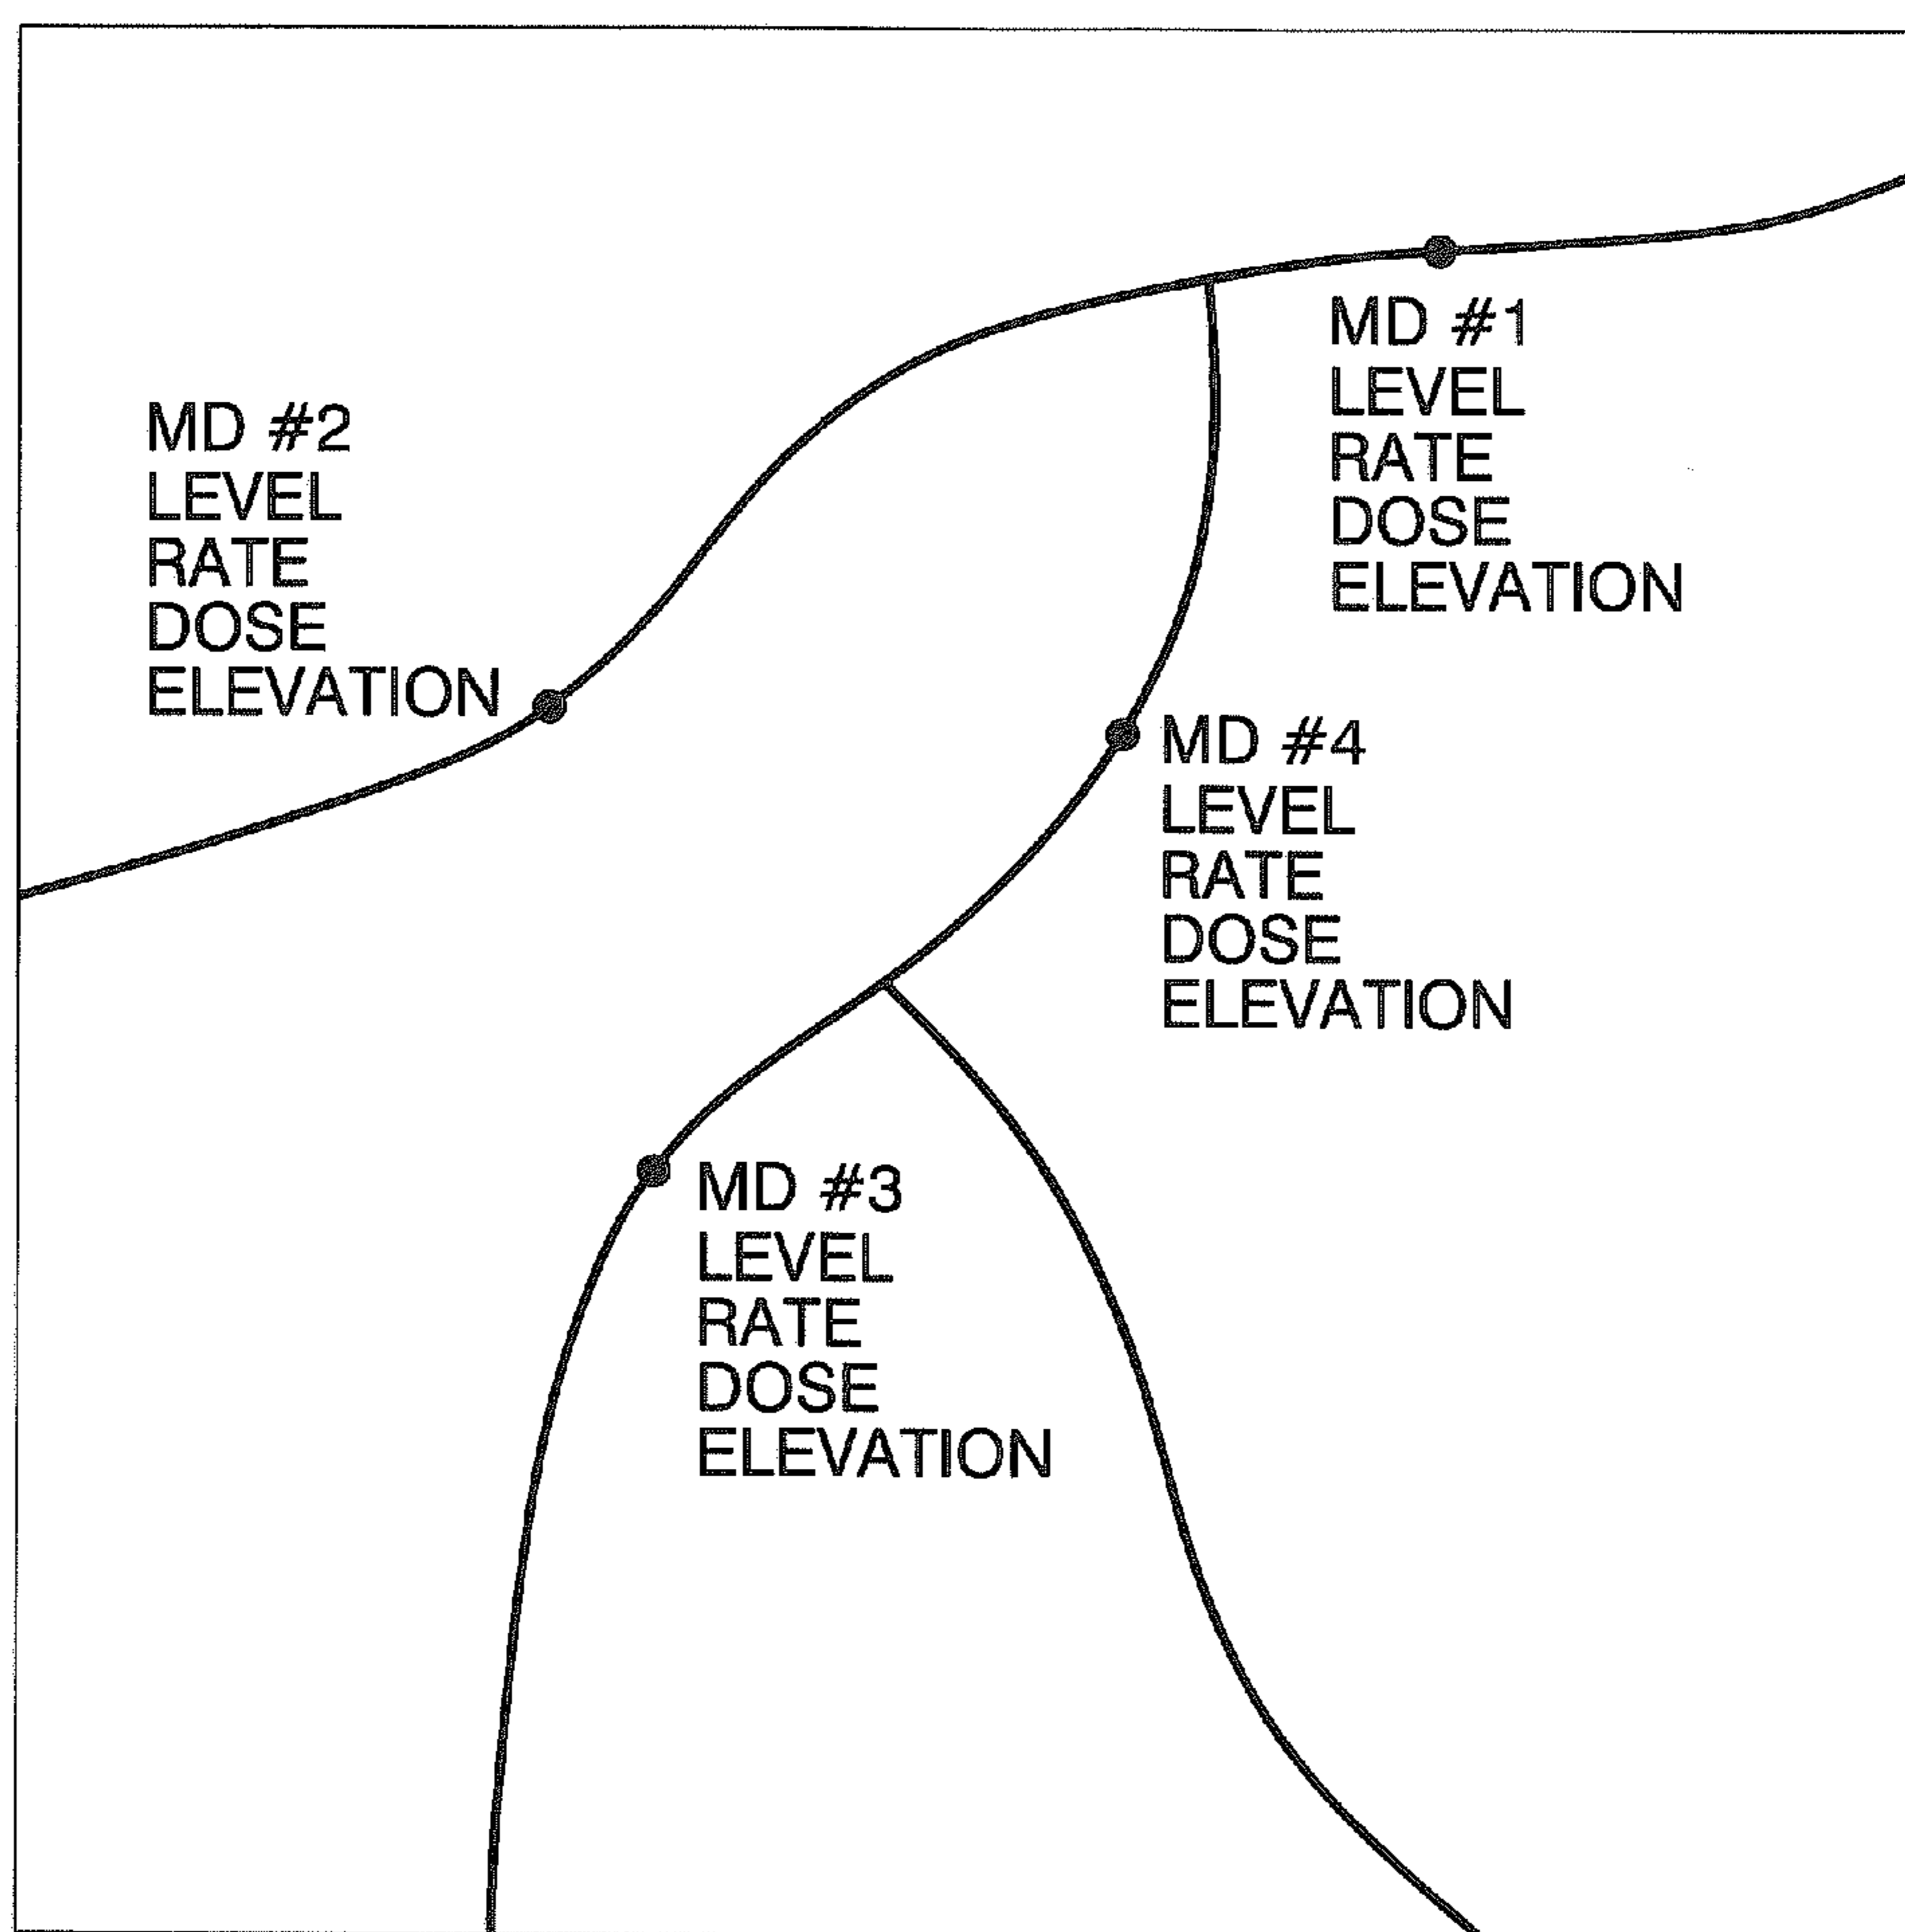 MD #1
LEVEL
RATE
DOSE
ELEVATION
MD #2
LEVEL
RATE
DOSE
ELEVATION
MD #4
LEVEL
RATE
DOSE
ELEVATION
MD #3
LEVEL
RATE
DOSE
ELEVATION